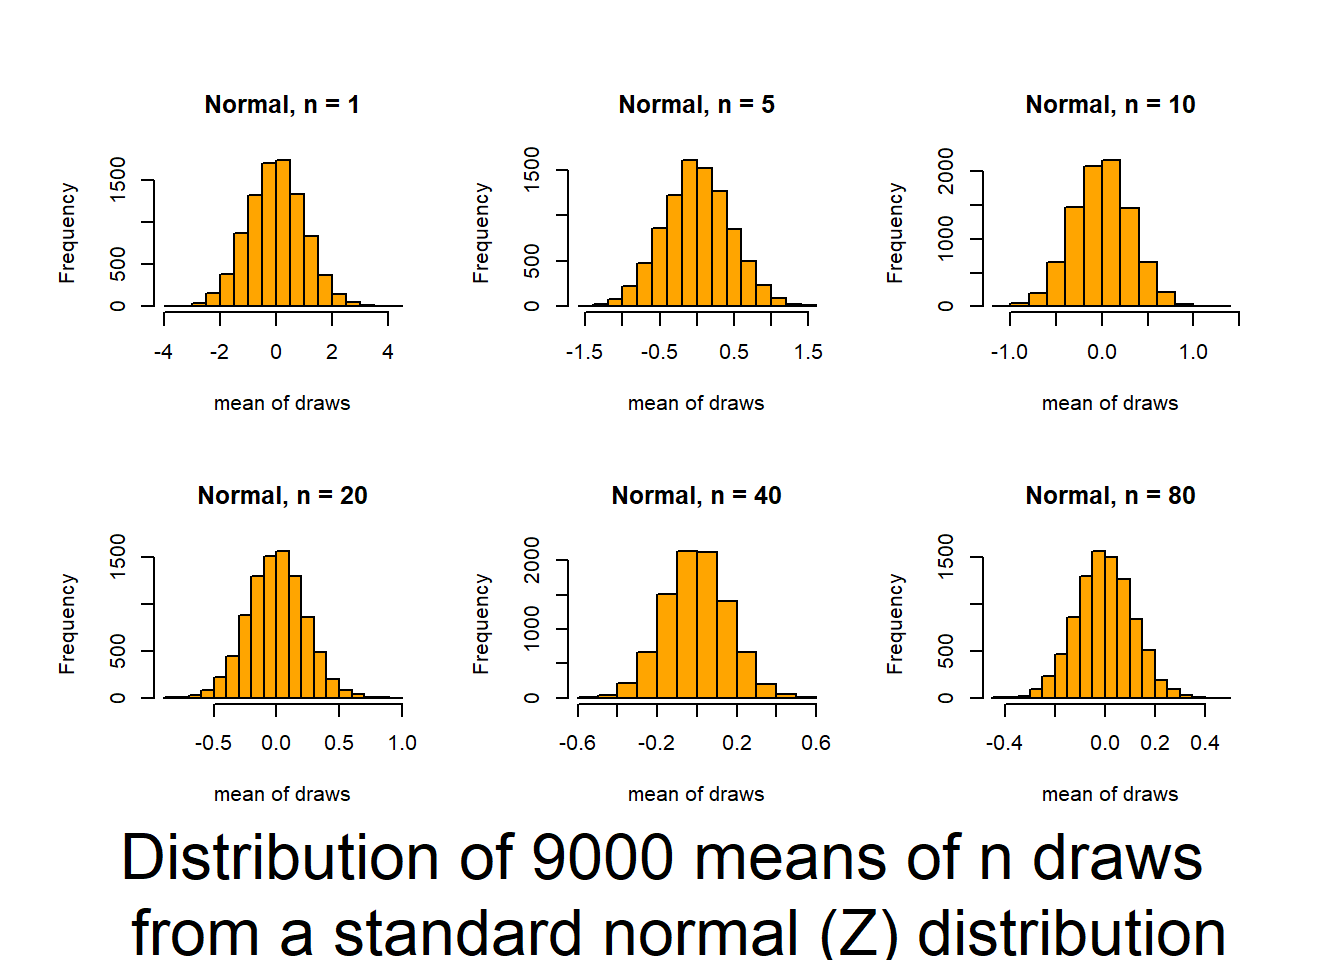 Normal, n = 1
Frequency
0 500 1500
-4 -2 0 2 4
mean of draws
Normal, n = 5
Frequency
0 500 1500
-1.5 -0.5 0.5 1.5
mean of draws
Normal, n = 10
Frequency
0 1000 2000
-1.0 0.0 1.0
mean of draws
Normal, n = 20
Frequency
0 500 1500
-0.5 0.0 0.5 1.0
mean of draws
Normal, n = 40
Frequency
0 1000 2000
-0.6 -0.2 0.2 0.6
mean of draws
Normal, n = 80
Frequency
0 500 1500
-0.4 0.0 0.2 0.4
mean of draws
Distribution of 9000 means of n draws
from a standard normal (Z) distribution